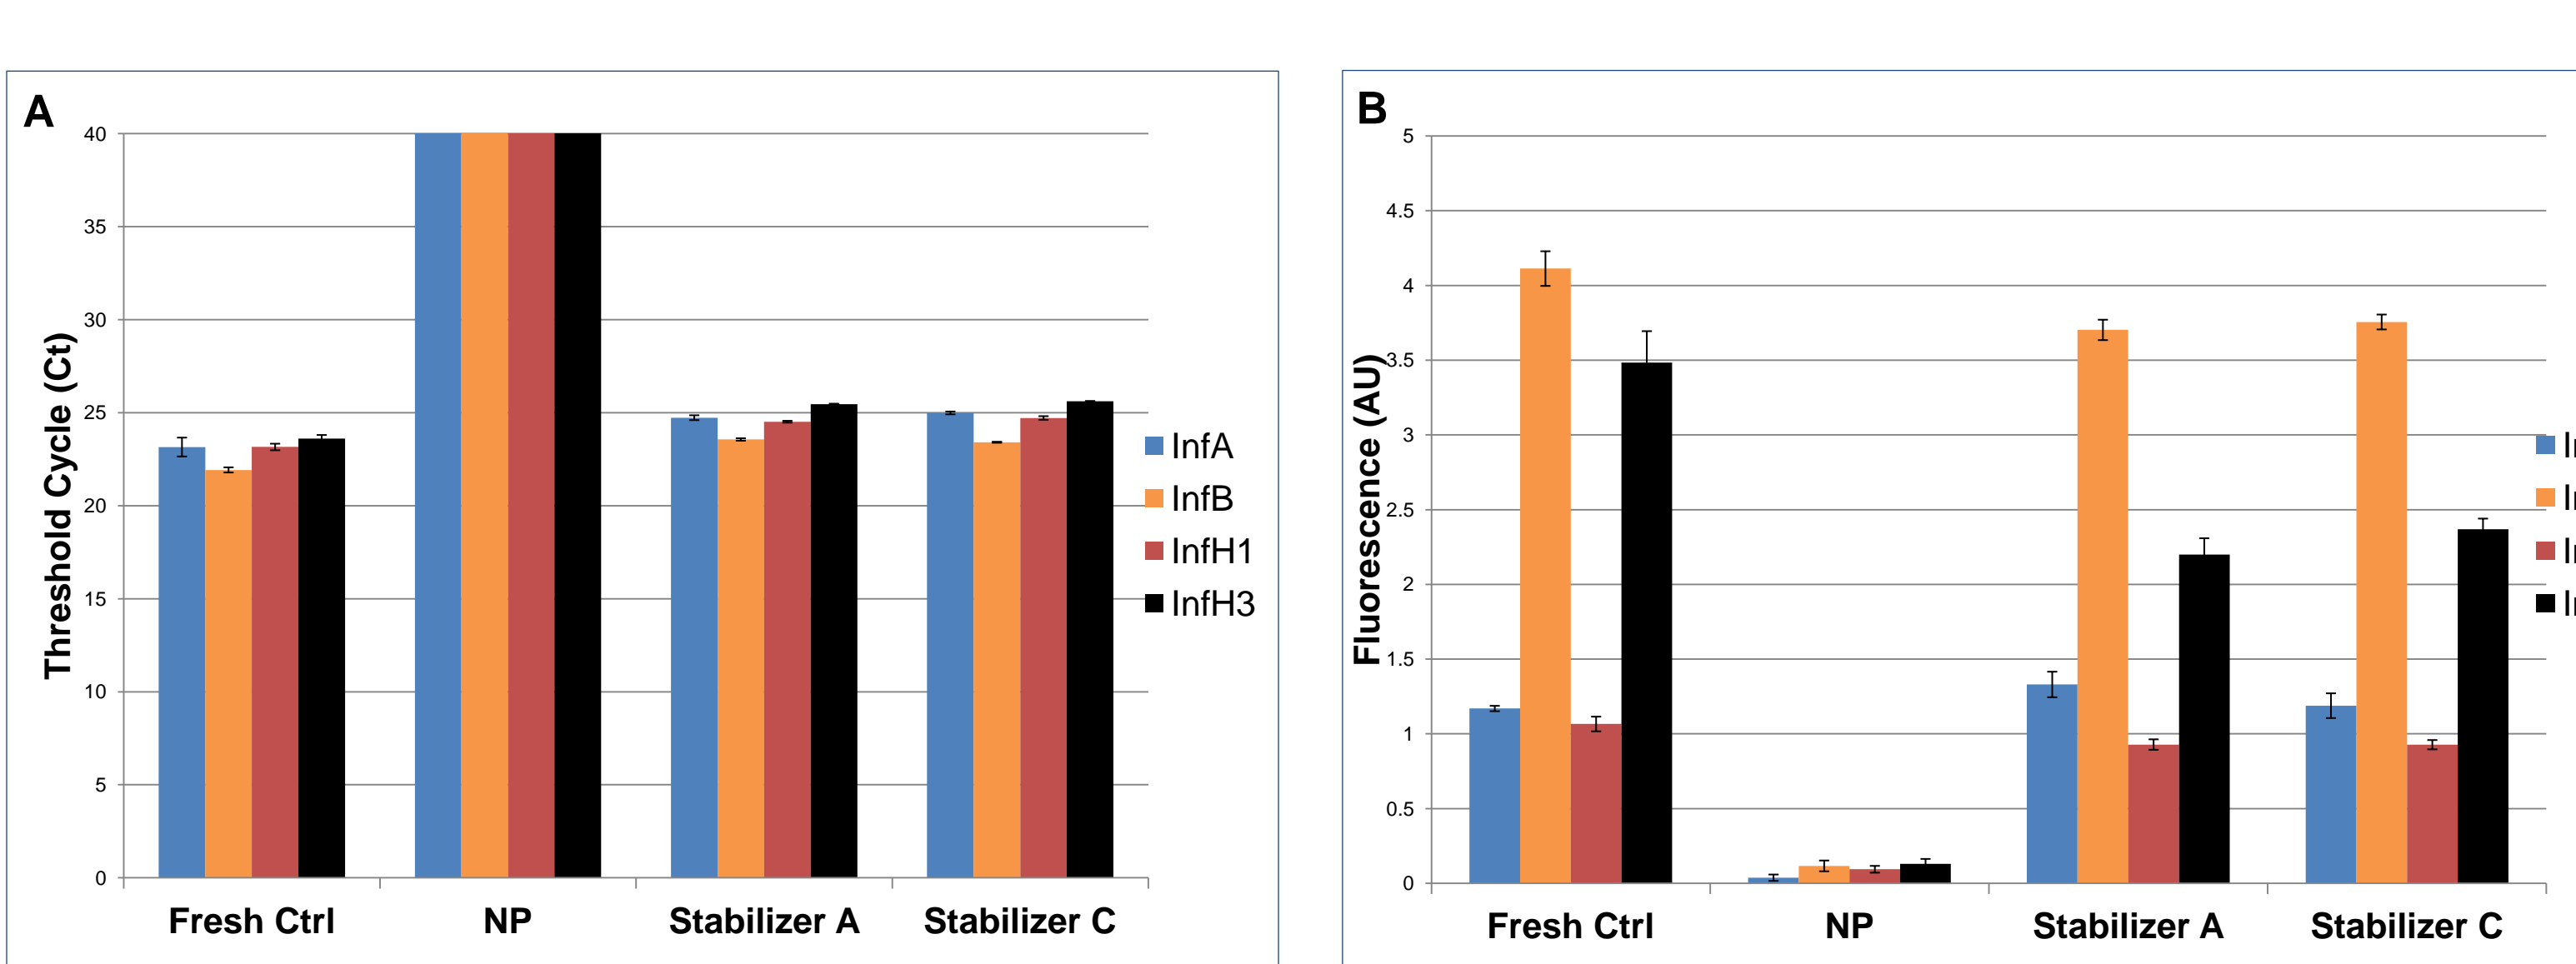 A
Threshold Cycle (Ct)
40
35
30
25
20
15
10
5
0
Fresh Ctrl NP Stabilizer A Stabilizer C
InfA
InfB
InfH1
InfH3
B
Fluorescence (AU)
5
4.5
4
3.5
3
2.5
2
1.5
1
0.5
0
Fresh Ctrl NP Stabilizer A Stabilizer C